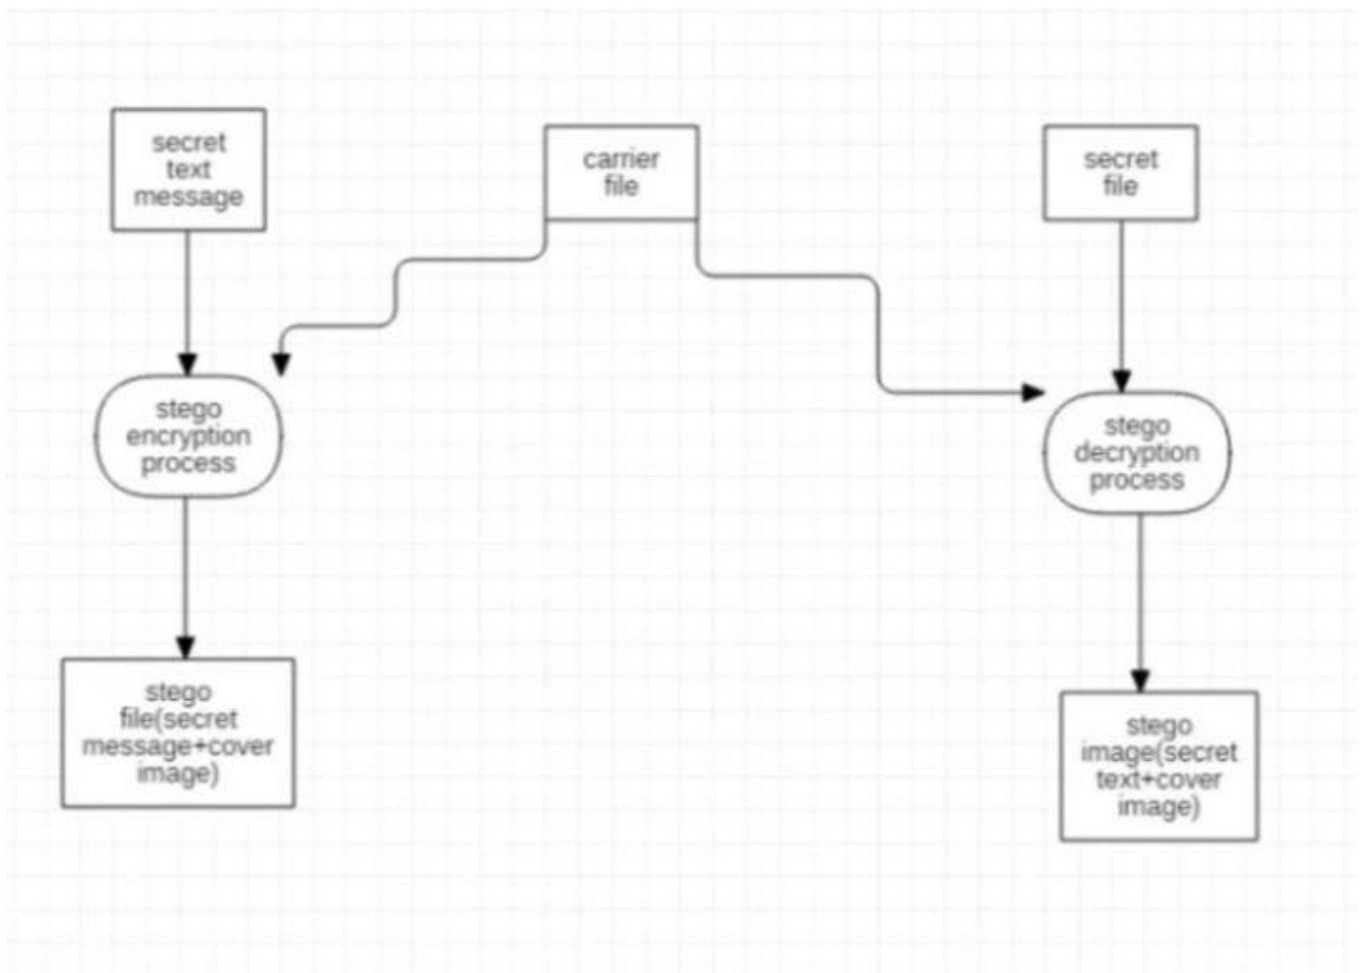 secret
text
message
carrier
file
secret
file
stego
encryption
process
stego
decryption
process
stego
file(secret
message+cover
image)
stego
image(secret
text+cover
image)